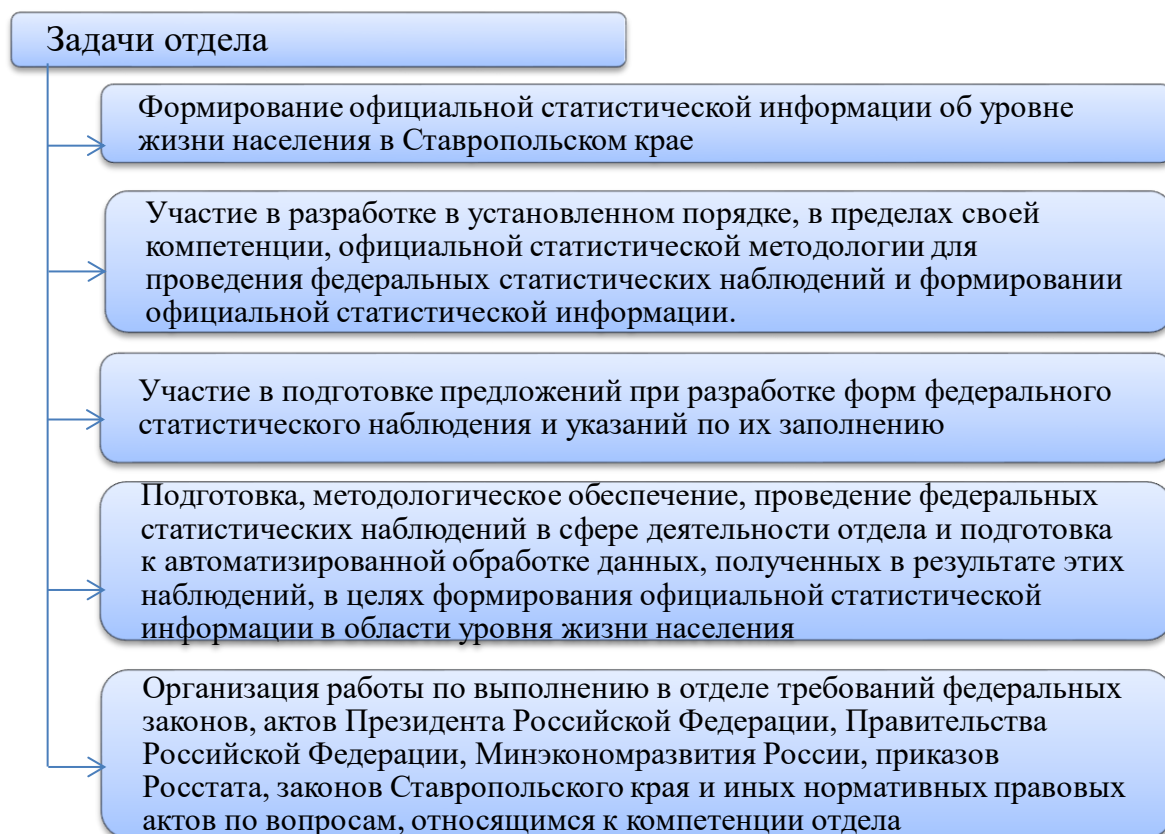 Задачи отдела
Формирование официальной статистической информации об уровне
жизни населения в Ставропольском крае
Участие в разработке в установленном порядке, в пределах своей
компетенции, официальной статистической методологии для
проведения федеральных статистических наблюдений и формировании
официальной статистической информации.
Участие в подготовке предложений при разработке форм федерального
статистического наблюдения и указаний по их заполнению
Подготовка, методологическое обеспечение, проведение федеральных
статистических наблюдений в сфере деятельности отдела и подготовка
к автоматизированной обработке данных, полученных в результате этих
наблюдений, в целях формирования официальной статистической
информации в области уровня жизни населения
Организация работы по выполнению в отделе требований федеральных
законов, актов Президента Российской Федерации, Правительства
Российской Федерации, Минэкономразвития России, приказов
Росстата, законов Ставропольского края и иных нормативных правовых
актов по вопросам, относящимся к компетенции отдела